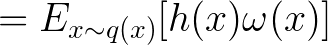 = E_{x∼q(x)}[h(x)ω(x)]